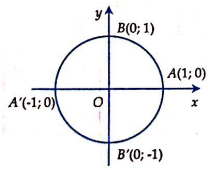 y
B(0; 1)
A(1; 0)
A'(-1; 0)
O
x
B'(0; -1)